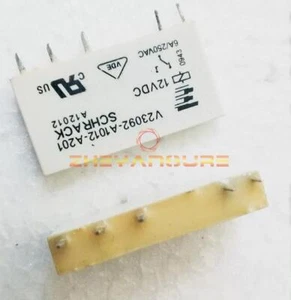 V23092-A1012-A201
SCHRACK
A12012
12VDC
6A/250VAC
VDE
C US
ZHEYANGURE